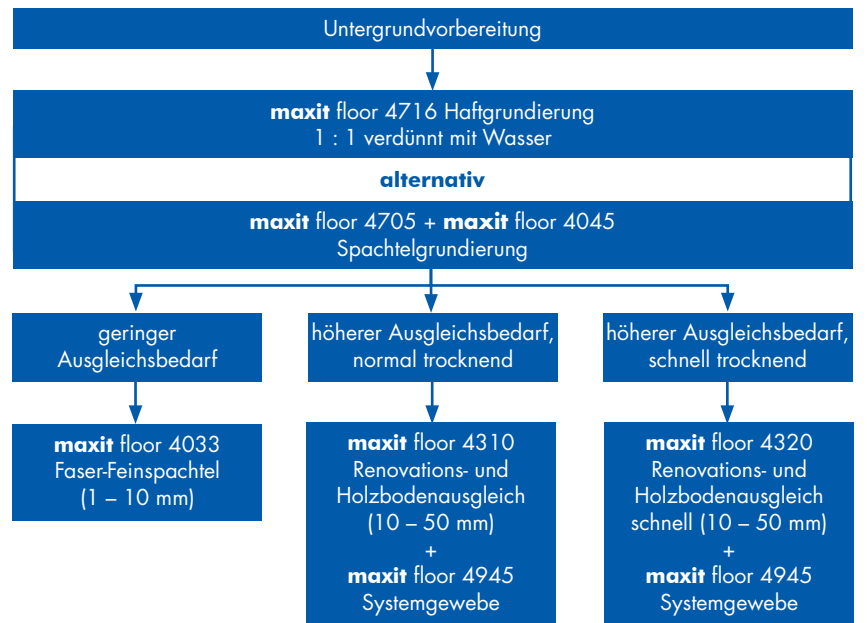 Untergrundvorbereitung
maxit floor 4716 Haftgrundierung
1 : 1 verdünnt mit Wasser
alternativ
maxit floor 4705 + maxit floor 4045
Spachtelgrundierung
geringer
Ausgleichsbedarf
höherer Ausgleichsbedarf,
normal trocknend
höherer Ausgleichsbedarf,
schnell trocknend
maxit floor 4033
Faser-Feinspachtel
(1 – 10 mm)
maxit floor 4310
Renovations- und
Holzbodenausgleich
(10 – 50 mm)
+
maxit floor 4945
Systemgewebe
maxit floor 4320
Renovations- und
Holzbodenausgleich
schnell (10 – 50 mm)
+
maxit floor 4945
Systemgewebe